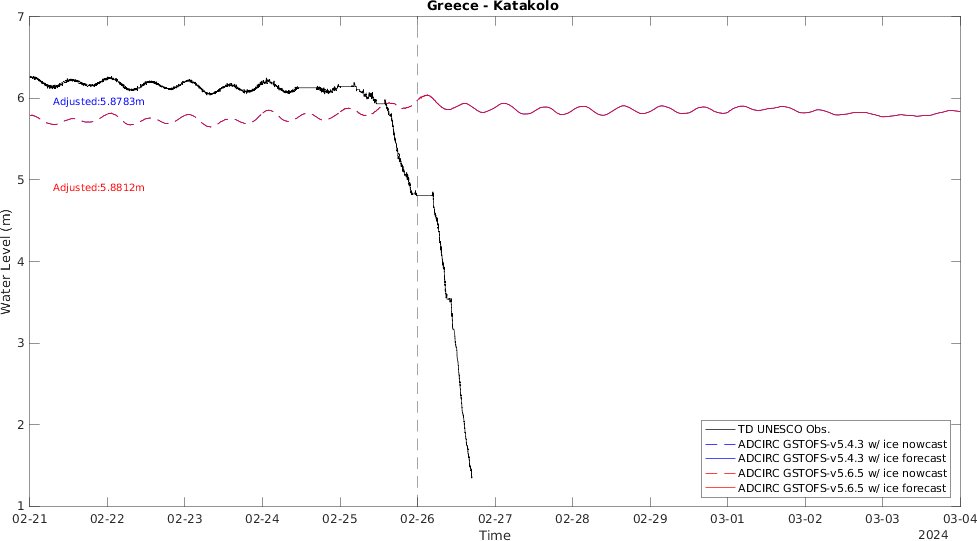 Greece - Katakolo
7
6
5
4
3
2
1
Water Level (m)
Adjusted:5.8783m
Adjusted:5.8812m
TD UNESCO Obs.
ADCIRC GSTOFS-v5.4.3 w/ ice nowcast
ADCIRC GSTOFS-v5.4.3 w/ ice forecast
ADCIRC GSTOFS-v5.6.5 w/ ice nowcast
ADCIRC GSTOFS-v5.6.5 w/ ice forecast
02-21 02-22 02-23 02-24 02-25 02-26 02-27 02-28 02-29 03-01 03-02 03-03 03-04
Time
2024